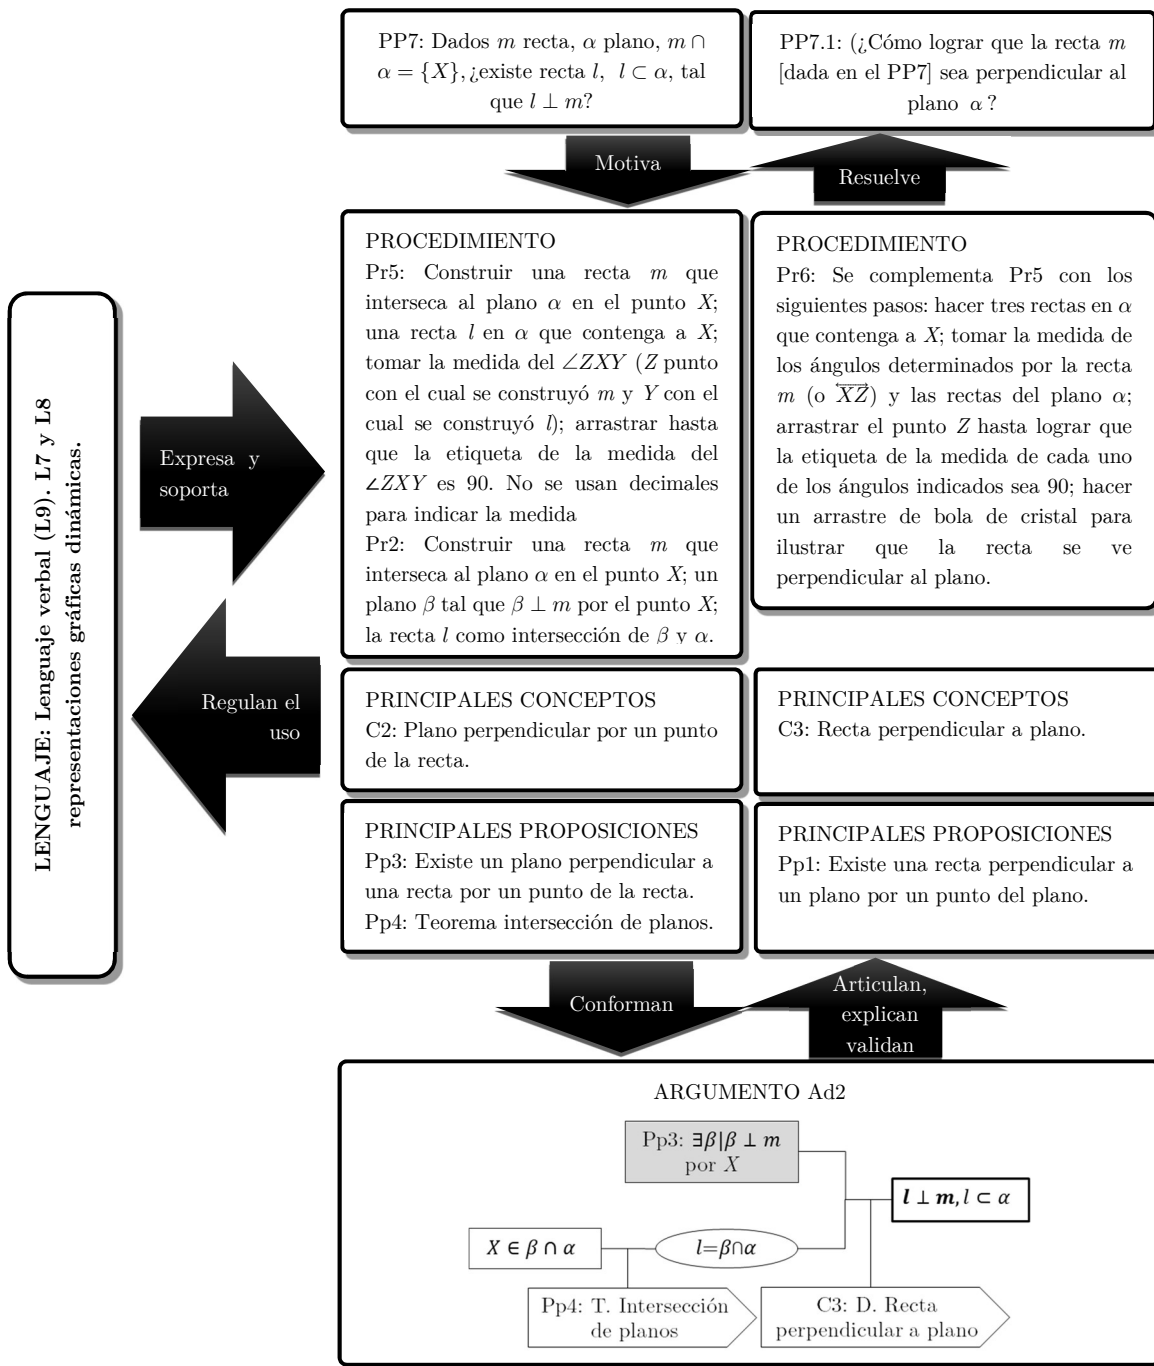 PP7: Dados m recta, α plano, m ∩
α = {X}, ¿existe recta l, l ⊂ α, tal
que l ⊥ m?
PP7.1: (¿Cómo lograr que la recta m
[dada en el PP7] sea perpendicular al
plano α ?
Motiva
Resuelve
LENGUAJE: Lenguaje verbal (L9). L7 y L8
representaciones gráficas dinámicas.
Expresa y
soporta
Regulan el
uso
PROCEDIMIENTO
Pr5: Construir una recta m que
interseca al plano α en el punto X;
una recta l en α que contenga a X;
tomar la medida del ∠ZXY (Z punto
con el cual se construyó m y Y con el
cual se construyó l); arrastrar hasta
que la etiqueta de la medida del
∠ZXY es 90. No se usan decimales
para indicar la medida
Pr2: Construir una recta m que
interseca al plano α en el punto X; un
plano β tal que β ⊥ m por el punto X;
la recta l como intersección de β y α.
PROCEDIMIENTO
Pr6: Se complementa Pr5 con los
siguientes pasos: hacer tres rectas en α
que contenga a X; tomar la medida de
los ángulos determinados por la recta
m (o \overleftrightarrow{XZ}) y las rectas del plano α;
arrastrar el punto Z hasta lograr que
la etiqueta de la medida de cada uno
de los ángulos indicados sea 90; hacer
un arrastre de bola de cristal para
ilustrar que la recta se ve
perpendicular al plano.
PRINCIPALES CONCEPTOS
C2: Plano perpendicular por un punto
de la recta.
PRINCIPALES CONCEPTOS
C3: Recta perpendicular a plano.
PRINCIPALES PROPOSICIONES
Pp3: Existe un plano perpendicular a
una recta por un punto de la recta.
Pp4: Teorema intersección de planos.
PRINCIPALES PROPOSICIONES
Pp1: Existe una recta perpendicular a
un plano por un punto del plano.
Conforman
Articulan,
explican
validan
ARGUMENTO Ad2
Pp3: ∃β|β ⊥ m
por X
l ⊥ m, l ⊂ α
X ∈ β ∩ α
l=β∩α
Pp4: T. Intersección
de planos
C3: D. Recta
perpendicular a plano